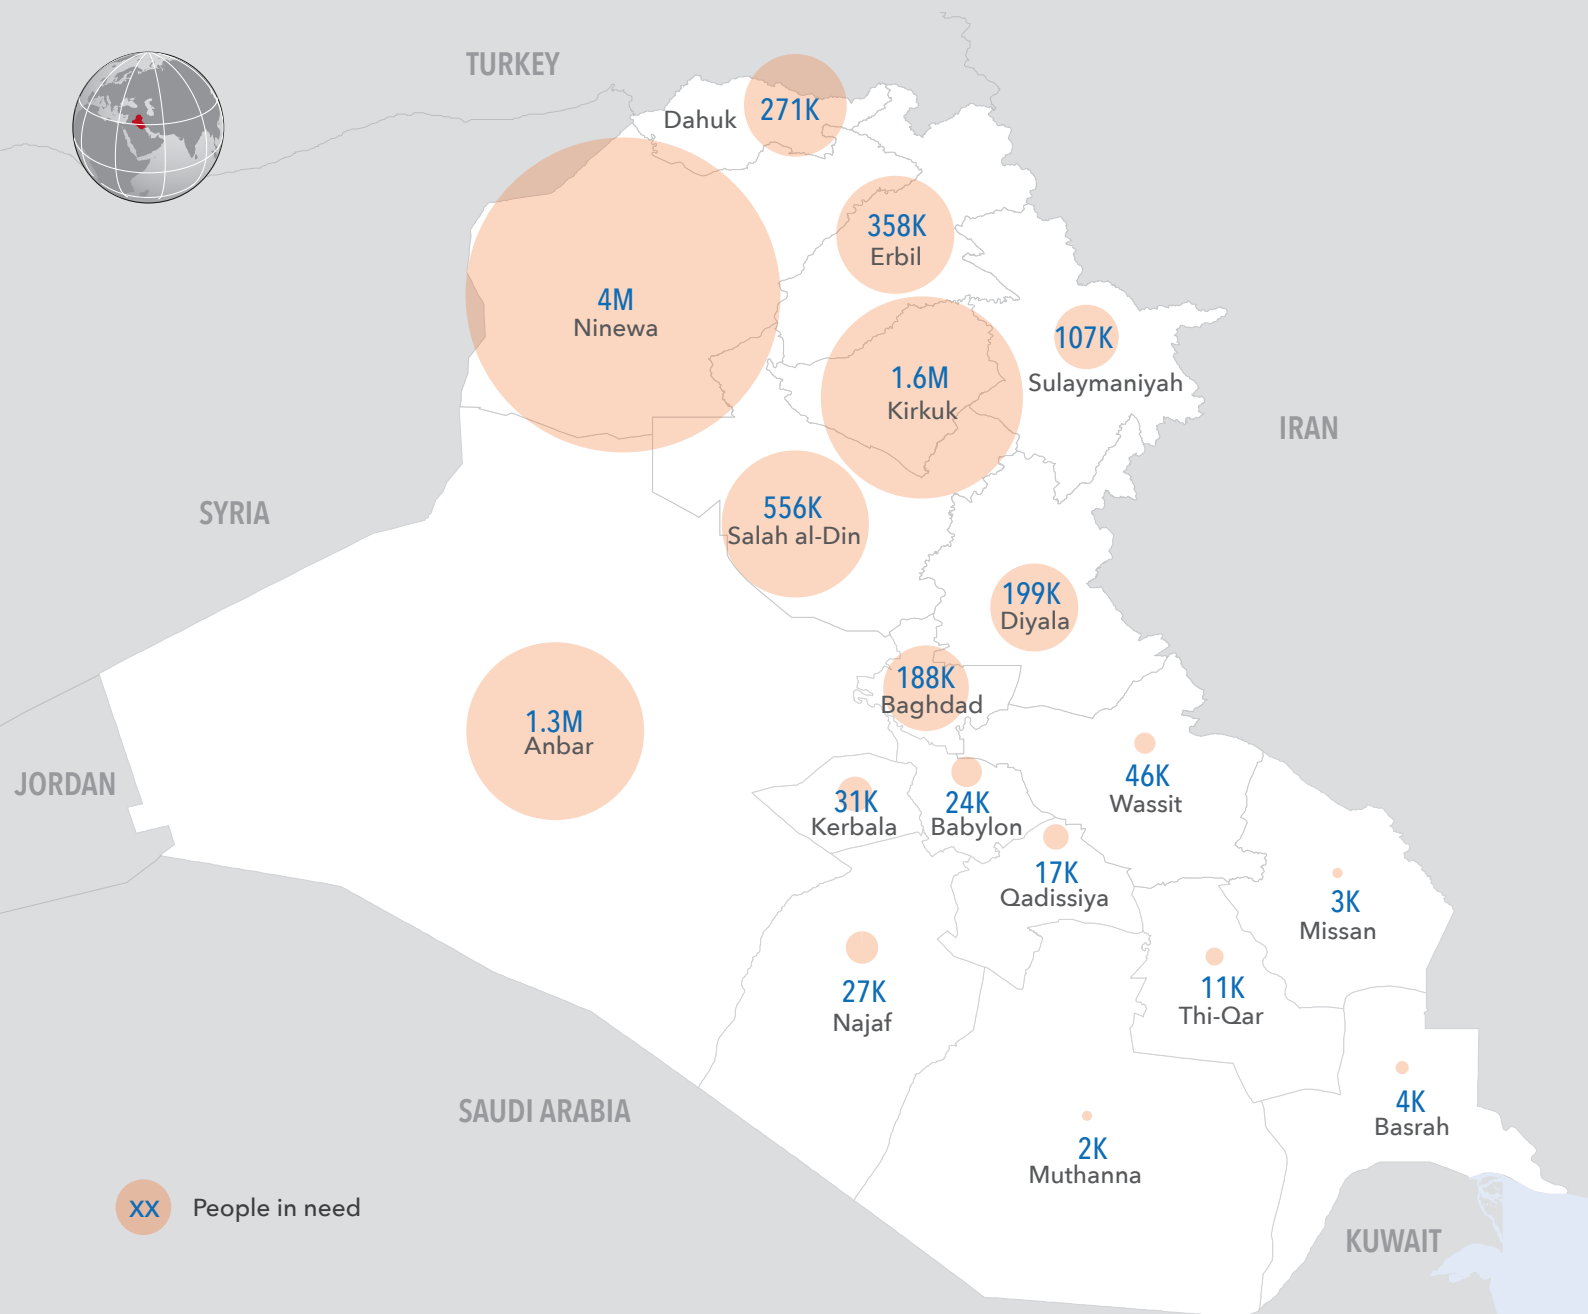 TURKEY
271K
Dahuk
358K
Erbil
4M
Ninewa
107K
Sulaymaniyah
1.6M
Kirkuk
IRAN
SYRIA
556K
Salah al-Din
199K
Diyala
188K
Baghdad
1.3M
Anbar
JORDAN
46K
Wassit
31K
Kerbala
24K
Babylon
17K
Qadissiya
3K
Missan
27K
Najaf
11K
Thi-Qar
SAUDI ARABIA
4K
Basrah
2K
Muthanna
xx People in need
KUWAIT